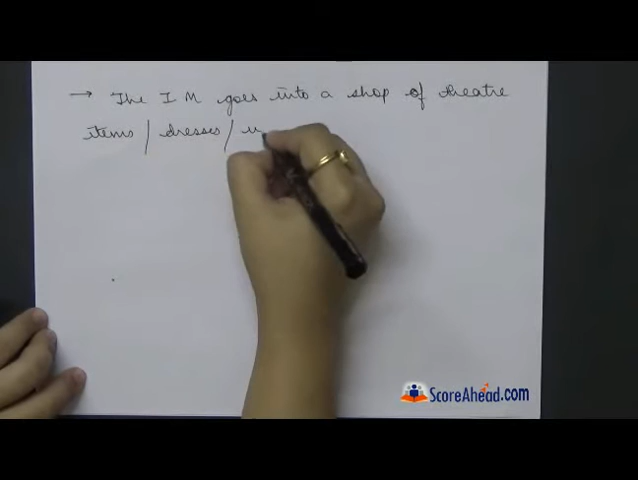 → The I M goes into a shop of theatre
items / dresses /
ScoreAhead.com